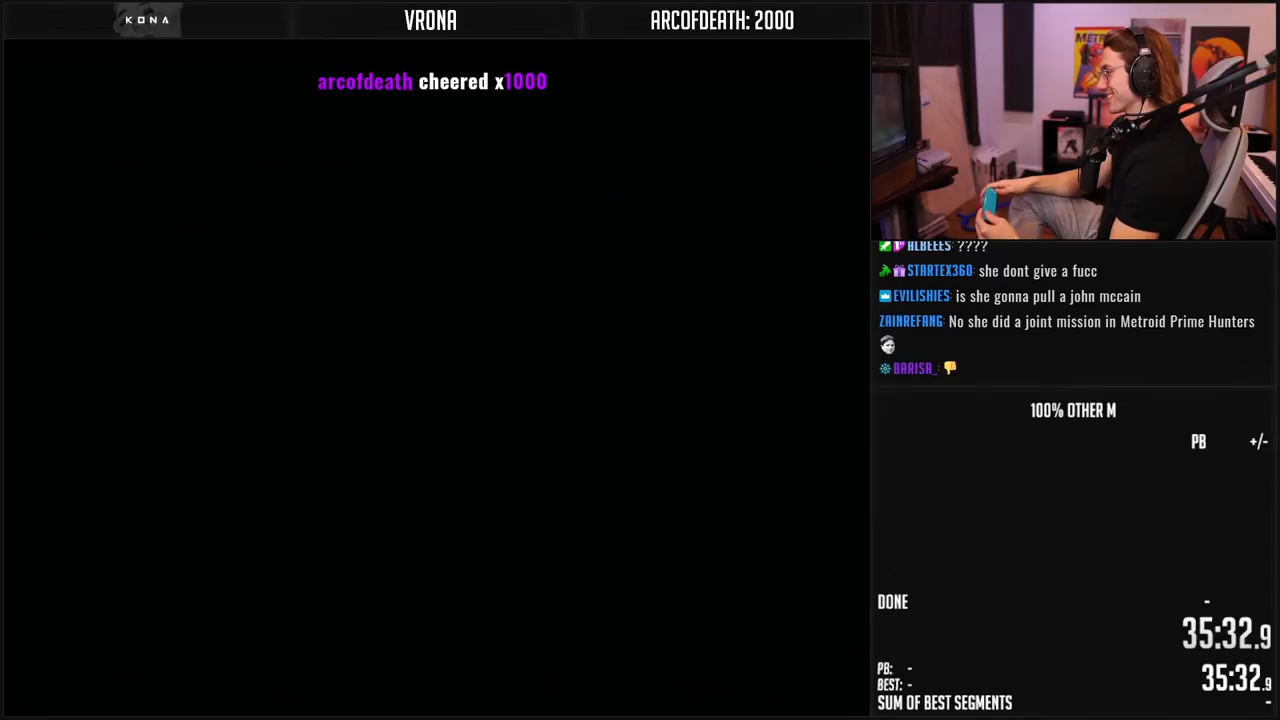 KONA
VRONA
ARCOFDEATH: 2000
arcofdeath cheered x1000
METR
ALBEEES: ????
STARTEX360: she dont give a fucc
EVILISHIES: is she gonna pull a john mccain
ZAINREFANG: No she did a joint mission in Metroid Prime Hunters
BARISA_: 👎
100% OTHER M
PB +/-
DONE -
35:32.9
PB: -
BEST: -
35:32.9
SUM OF BEST SEGMENTS -